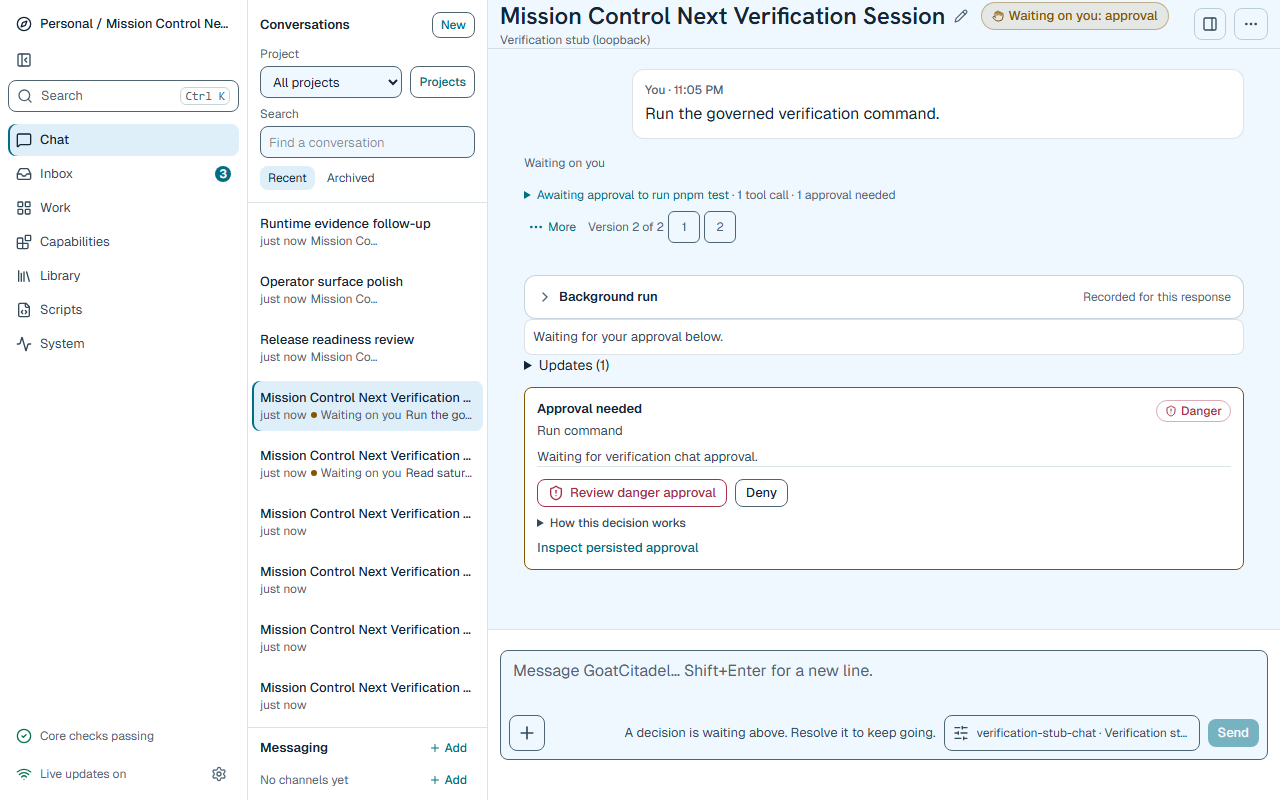 Personal / Mission Control Ne...
Search Ctrl K
Chat
Inbox 3
Work
Capabilities
Library
Scripts
System
Core checks passing
Live updates on
Conversations New
Project
All projects Projects
Search
Find a conversation
Recent Archived
Runtime evidence follow-up
just now Mission Co...
Operator surface polish
just now Mission Co...
Release readiness review
just now Mission Co...
Mission Control Next Verification ...
just now Waiting on you Run the go...
Mission Control Next Verification ...
just now Waiting on you Read satur...
Mission Control Next Verification ...
just now
Mission Control Next Verification ...
just now
Mission Control Next Verification ...
just now
Mission Control Next Verification ...
just now
Messaging + Add
No channels yet + Add
Mission Control Next Verification Session Waiting on you: approval
Verification stub (loopback)
You · 11:05 PM
Run the governed verification command.
Waiting on you
Awaiting approval to run pnpm test · 1 tool call · 1 approval needed
More Version 2 of 2 1 2
Background run Recorded for this response
Waiting for your approval below.
Updates (1)
Approval needed Danger
Run command
Waiting for verification chat approval.
Review danger approval Deny
How this decision works
Inspect persisted approval
Message GoatCitadel... Shift+Enter for a new line.
A decision is waiting above. Resolve it to keep going. verification-stub-chat · Verification st... Send